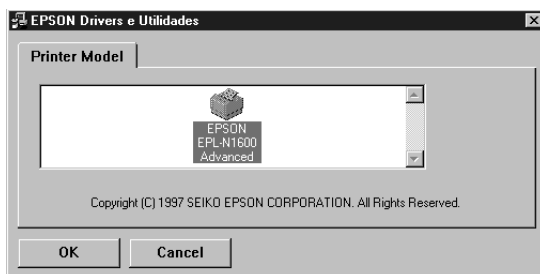 EPSON Drivers e Utilidades
Printer Model
EPSON
EPL-N1600
Advanced
Copyright (C) 1997 SEIKO EPSON CORPORATION. All Rights Reserved.
OK Cancel